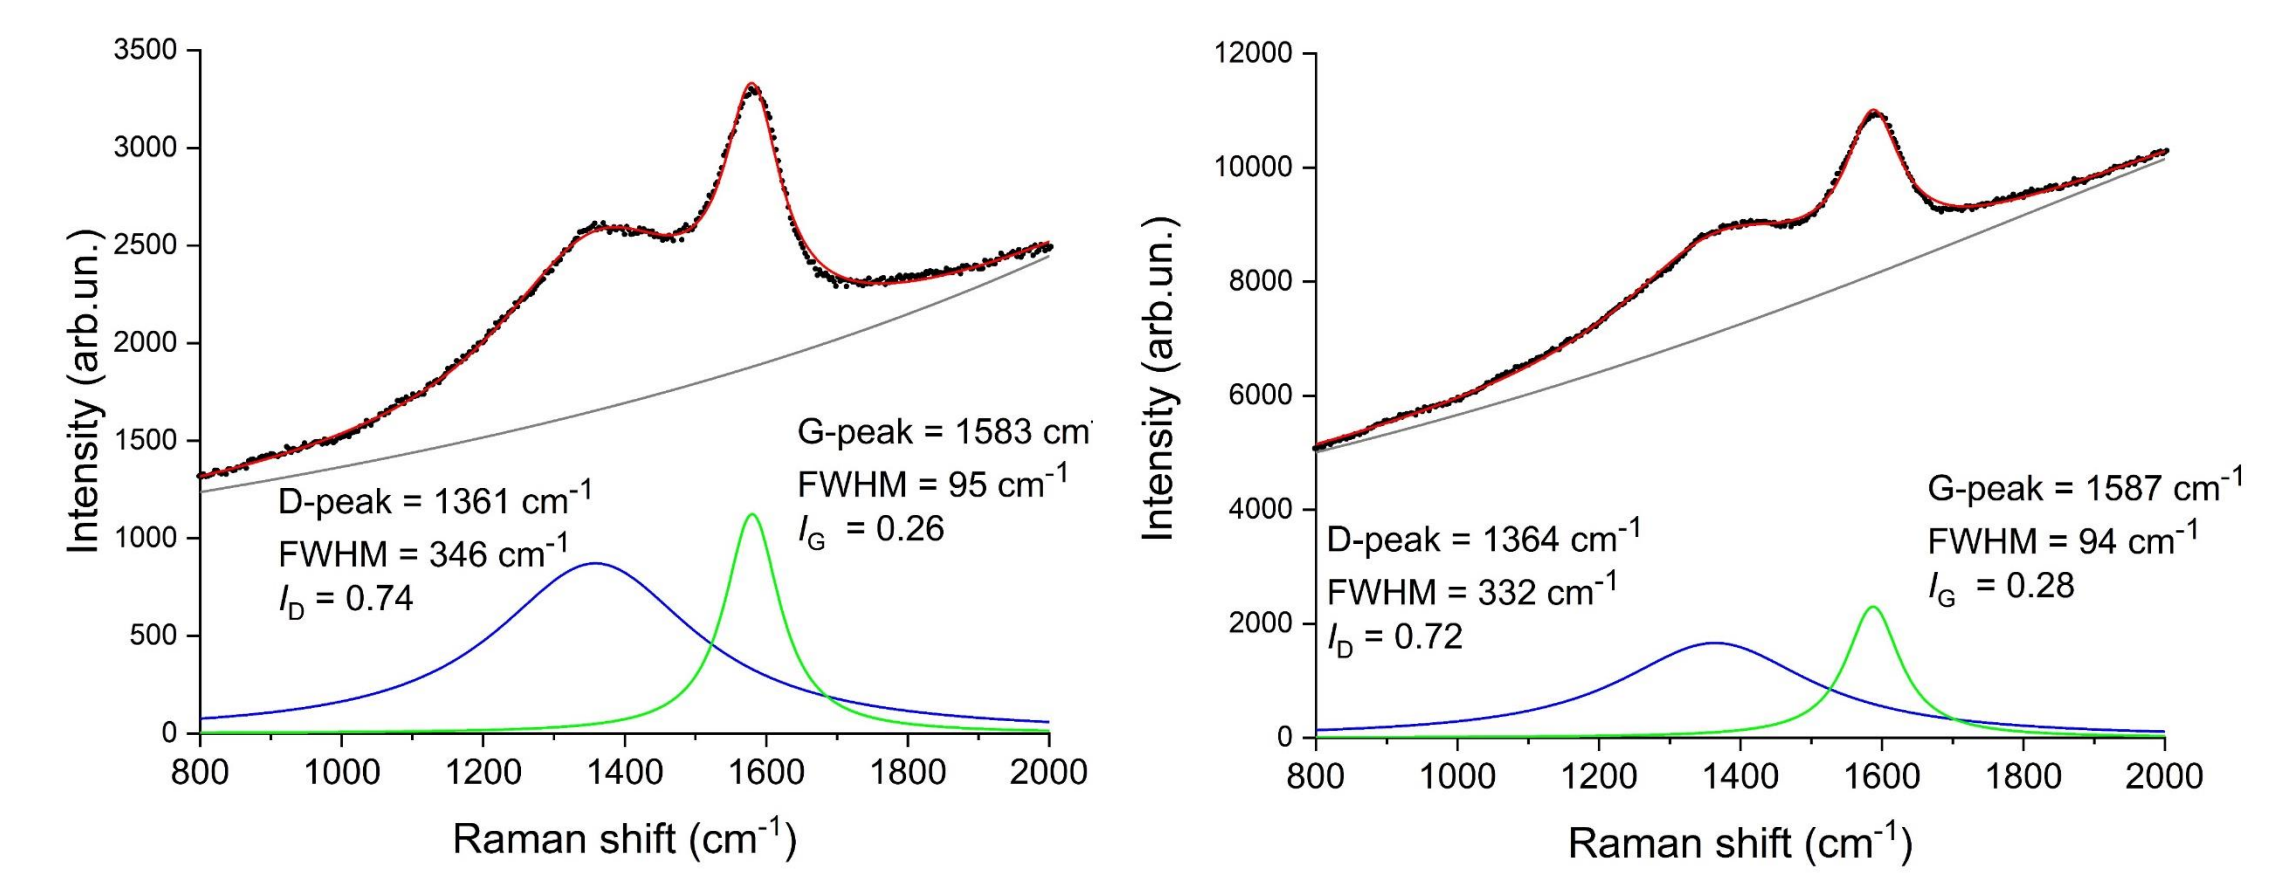 3500
3000
2500
2000
1500
1000
500
0
Intensity (arb.un.)
G-peak = 1583 cm
FWHM = 95 cm-1
IG = 0.26
D-peak = 1361 cm-1
FWHM = 346 cm-1
ID = 0.74
800 1000 1200 1400 1600 1800 2000
Raman shift (cm-1)
12000
10000
8000
6000
4000
2000
0
Intensity (arb.un.)
G-peak = 1587 cm-1
FWHM = 94 cm-1
IG = 0.28
D-peak = 1364 cm-1
FWHM = 332 cm-1
ID = 0.72
800 1000 1200 1400 1600 1800 2000
Raman shift (cm-1)